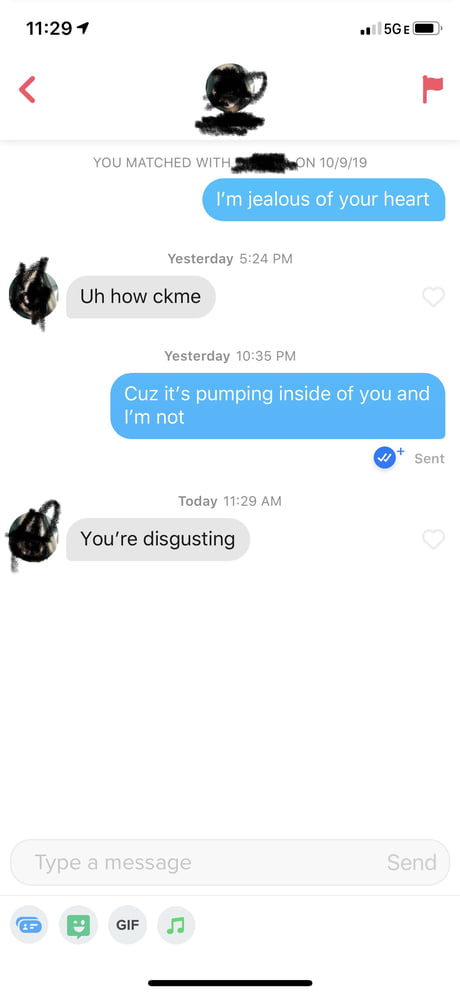 11:29
5GE
YOU MATCHED WITH ON 10/9/19
I'm jealous of your heart
Yesterday 5:24 PM
Uh how ckme
Yesterday 10:35 PM
Cuz it's pumping inside of you and
I'm not
Sent
Today 11:29 AM
You're disgusting
Type a message
Send
GIF